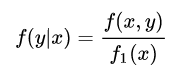 f(y|x) = f(x, y) / f₁(x)